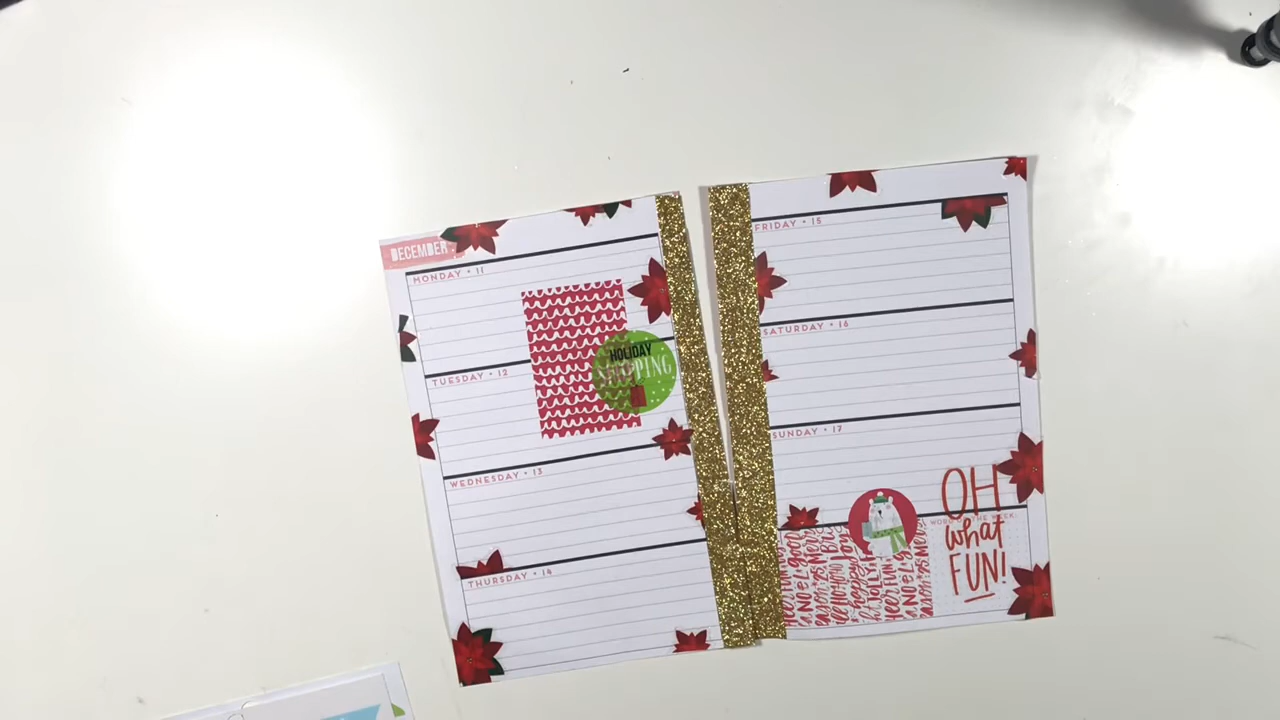 DECEMBER
MONDAY • 11
HOLIDAY
SHOPPING
TUESDAY • 12
WEDNESDAY • 13
THURSDAY • 14
FRIDAY • 15
SATURDAY • 16
SUNDAY • 17
OH
what
FUN!